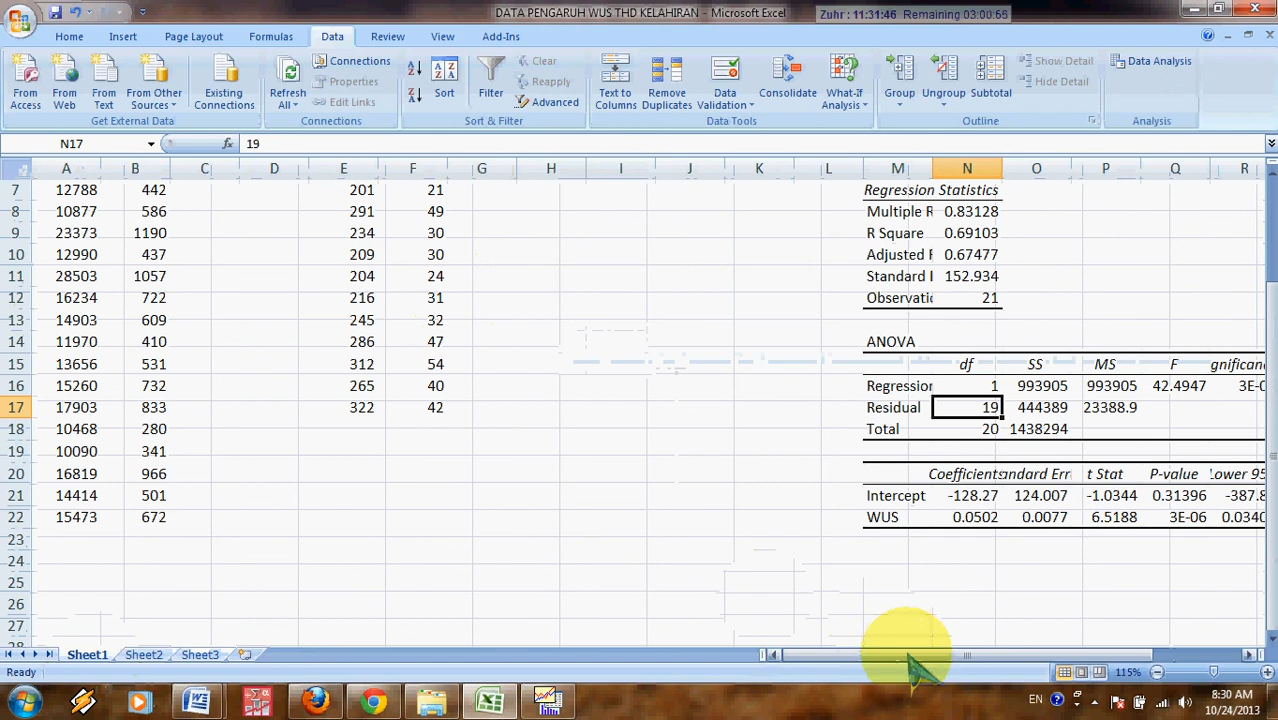 DATA PENGARUH WUS THD KELAHIRAN - Microsoft Excel
Zuhr : 11:31:46 Remaining 03:00:66
Home Insert Page Layout Formulas Data Review View Add-Ins
From Access
From Web
From Text
From Other Sources
Existing Connections
Get External Data
Refresh All
Connections
Properties
Edit Links
Connections
Sort
Filter
Clear
Reapply
Advanced
Sort & Filter
Text to Columns
Remove Duplicates
Data Validation
Consolidate
What-If Analysis
Data Tools
Group
Ungroup
Subtotal
Show Detail
Hide Detail
Outline
Data Analysis
Analysis
N17 fx 19
A B C D E F G H I J K L M N O P Q R
7 12788 442 201 21 Regression Statistics
8 10877 586 291 49 Multiple R 0.83128
9 23373 1190 234 30 R Square 0.69103
10 12990 437 209 30 Adjusted F 0.67477
11 28503 1057 204 24 Standard I 152.934
12 16234 722 216 31 Observatio 21
13 14903 609 245 32
14 11970 410 286 47 ANOVA
15 13656 531 312 54 df SS MS F gnificanc
16 15260 732 265 40 Regression 1 993905 993905 42.4947 3E-0
17 17903 833 322 42 Residual 19 444389 23388.9
18 10468 280 Total 20 1438294
19 10090 341
20 16819 966 Coefficients andard Err t Stat P-value Lower 95
21 14414 501 Intercept -128.27 124.007 -1.0344 0.31396 -387.8
22 15473 672 WUS 0.0502 0.0077 6.5188 3E-06 0.0340
23
24
25
26
27
28
Sheet1 Sheet2 Sheet3
Ready 115%
EN 8:30 AM
10/24/2013